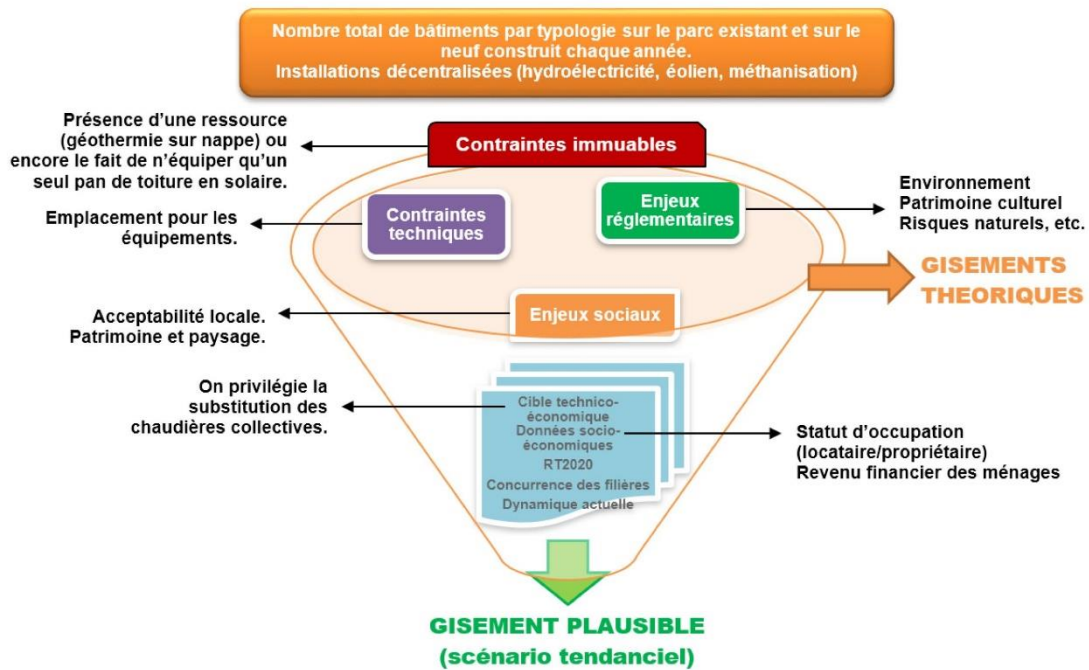 Nombre total de bâtiments par typologie sur le parc existant et sur le
neuf construit chaque année.
Installations décentralisées (hydroélectricité, éolien, méthanisation)
Présence d'une ressource
(géothermie sur nappe) ou
encore le fait de n'équiper qu'un
seul pan de toiture en solaire.
Contraintes immuables
Emplacement pour les
équipements.
Contraintes
techniques
Enjeux
réglementaires
Environnement
Patrimoine culturel
Risques naturels, etc.
GISEMENTS
THEORIQUES
Acceptabilité locale.
Patrimoine et paysage.
Enjeux sociaux
On privilégie la
substitution des
chaudières collectives.
Cible technico-
économique
Données socio-
économiques
RT2020
Concurrence des filières
Dynamique actuelle
Statut d'occupation
(locataire/propriétaire)
Revenu financier des ménages
GISEMENT PLAUSIBLE
(scénario tendanciel)